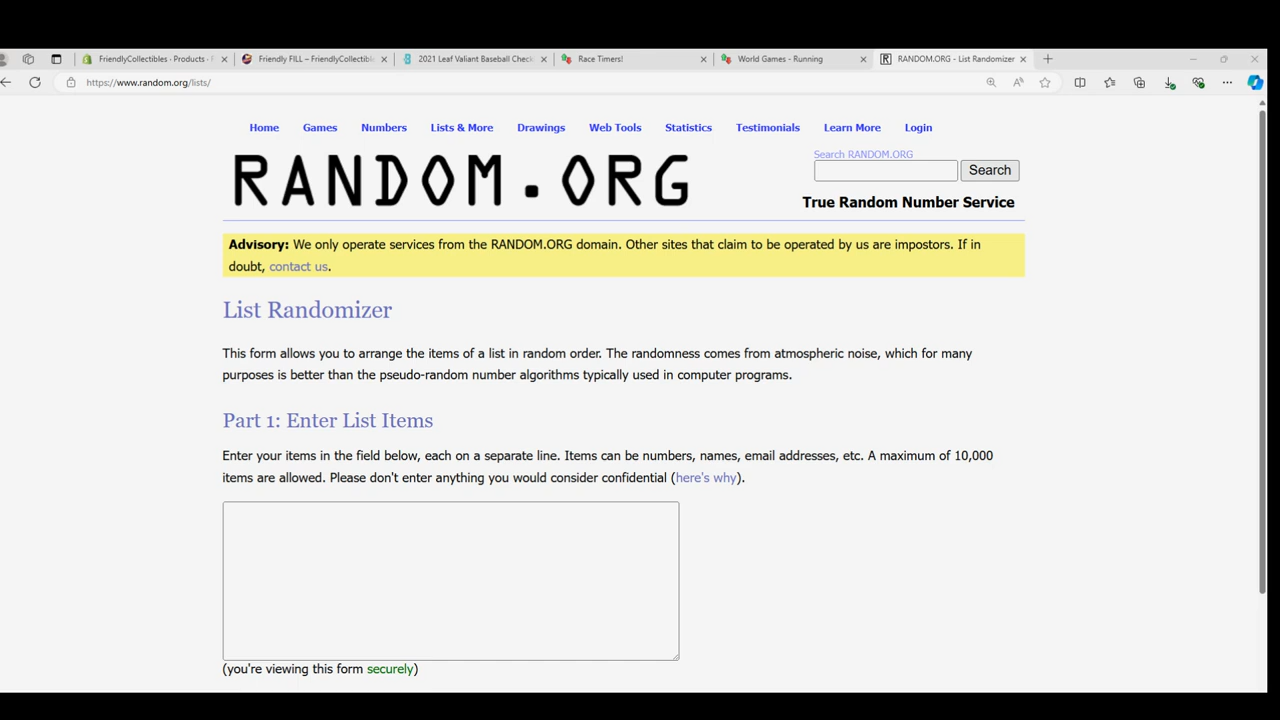 FriendlyCollectibles - Products - F
Friendly FILL – FriendlyCollectible
2021 Leaf Valiant Baseball Check
Race Timers!
World Games - Running
RANDOM.ORG - List Randomizer
https://www.random.org/lists/
Home Games Numbers Lists & More Drawings Web Tools Statistics Testimonials Learn More Login
RANDOM.ORG
Search RANDOM.ORG
Search
True Random Number Service
Advisory: We only operate services from the RANDOM.ORG domain. Other sites that claim to be operated by us are impostors. If in
doubt, contact us.
List Randomizer
This form allows you to arrange the items of a list in random order. The randomness comes from atmospheric noise, which for many
purposes is better than the pseudo-random number algorithms typically used in computer programs.
Part 1: Enter List Items
Enter your items in the field below, each on a separate line. Items can be numbers, names, email addresses, etc. A maximum of 10,000
items are allowed. Please don't enter anything you would consider confidential (here's why).
(you're viewing this form securely)